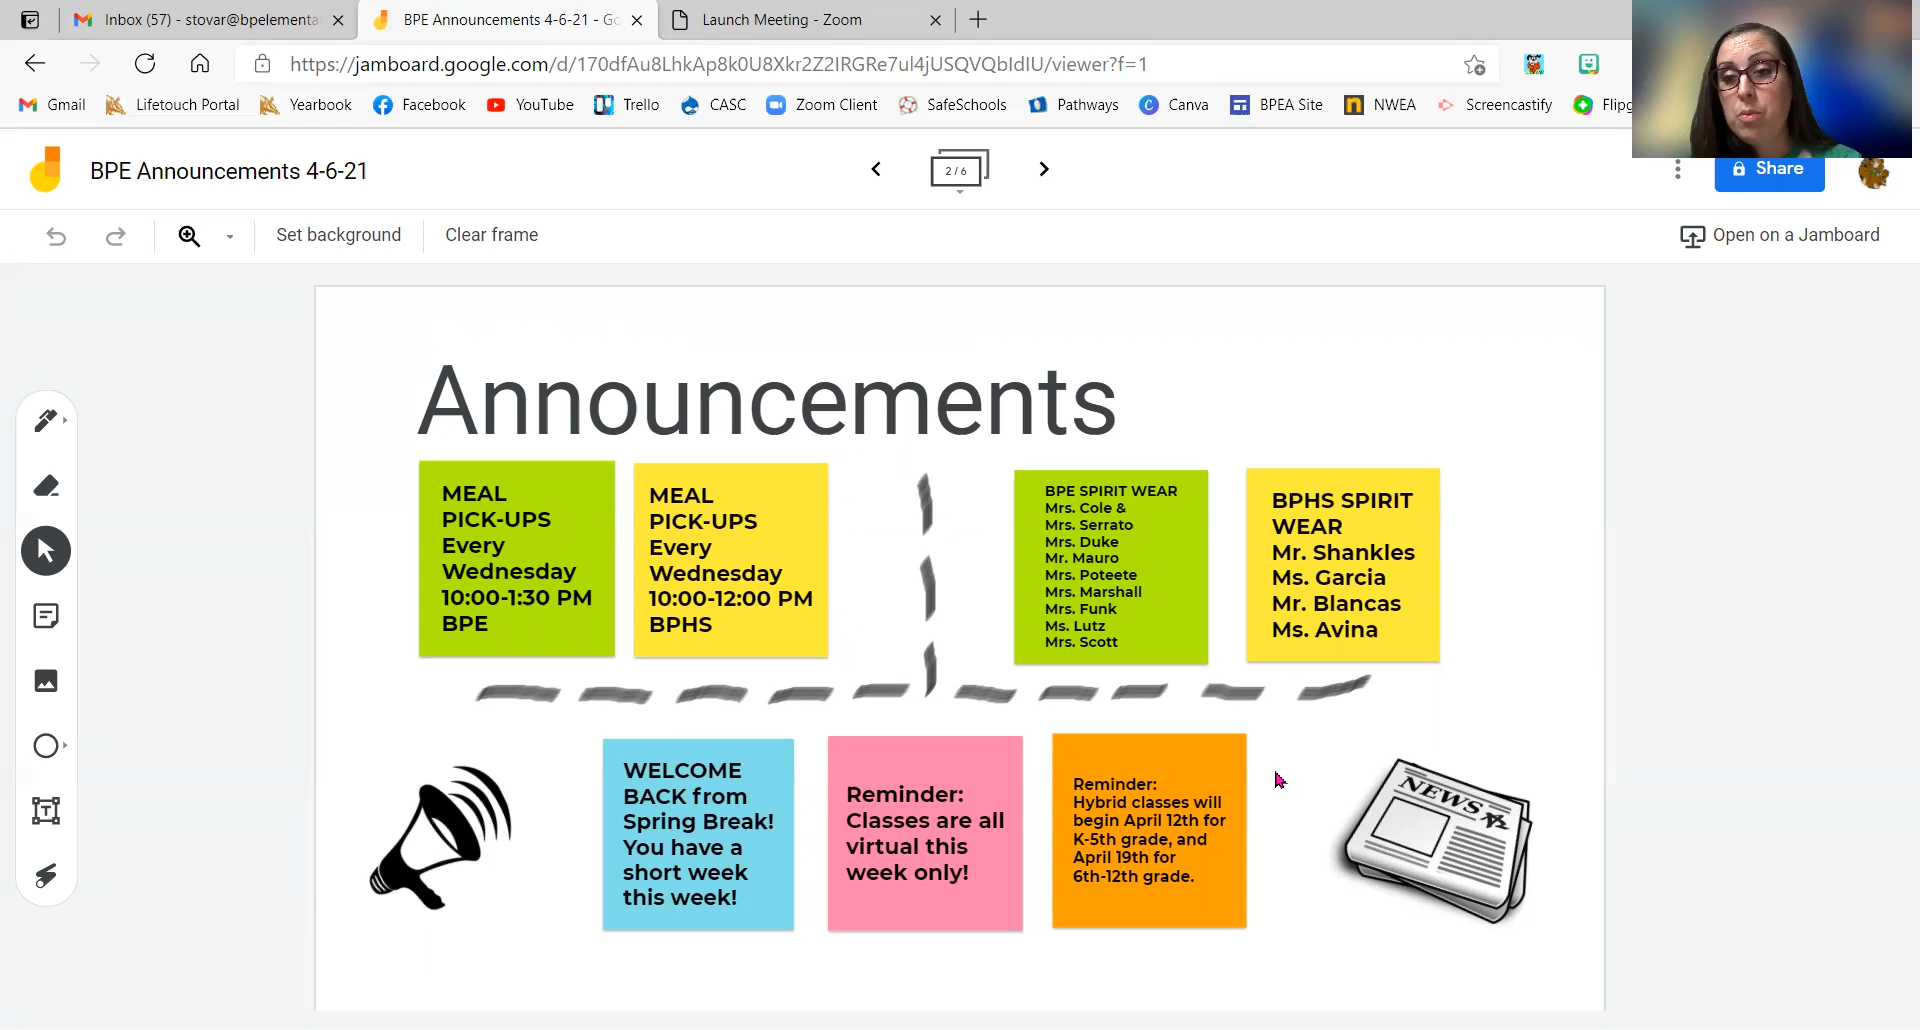 Inbox (57) - stovar@bpelementa
BPE Announcements 4-6-21 - Go
Launch Meeting - Zoom
https://jamboard.google.com/d/170dfAu8LhkAp8k0U8Xkr2Z2IRGRe7ul4jUSQVQbIdIU/viewer?f=1
Gmail
Lifetouch Portal
Yearbook
Facebook
YouTube
Trello
CASC
Zoom Client
SafeSchools
Pathways
Canva
BPEA Site
NWEA
Screencastify
Flipg
BPE Announcements 4-6-21
2 / 6
Share
Set background
Clear frame
Open on a Jamboard
Announcements
MEAL
PICK-UPS
Every
Wednesday
10:00-1:30 PM
BPE
MEAL
PICK-UPS
Every
Wednesday
10:00-12:00 PM
BPHS
BPE SPIRIT WEAR
Mrs. Cole &
Mrs. Serrato
Mrs. Duke
Mr. Mauro
Mrs. Poteete
Mrs. Marshall
Mrs. Funk
Ms. Lutz
Mrs. Scott
BPHS SPIRIT
WEAR
Mr. Shankles
Ms. Garcia
Mr. Blancas
Ms. Avina
WELCOME
BACK from
Spring Break!
You have a
short week
this week!
Reminder:
Classes are all
virtual this
week only!
Reminder:
Hybrid classes will
begin April 12th for
K-5th grade, and
April 19th for
6th-12th grade.
NEWS